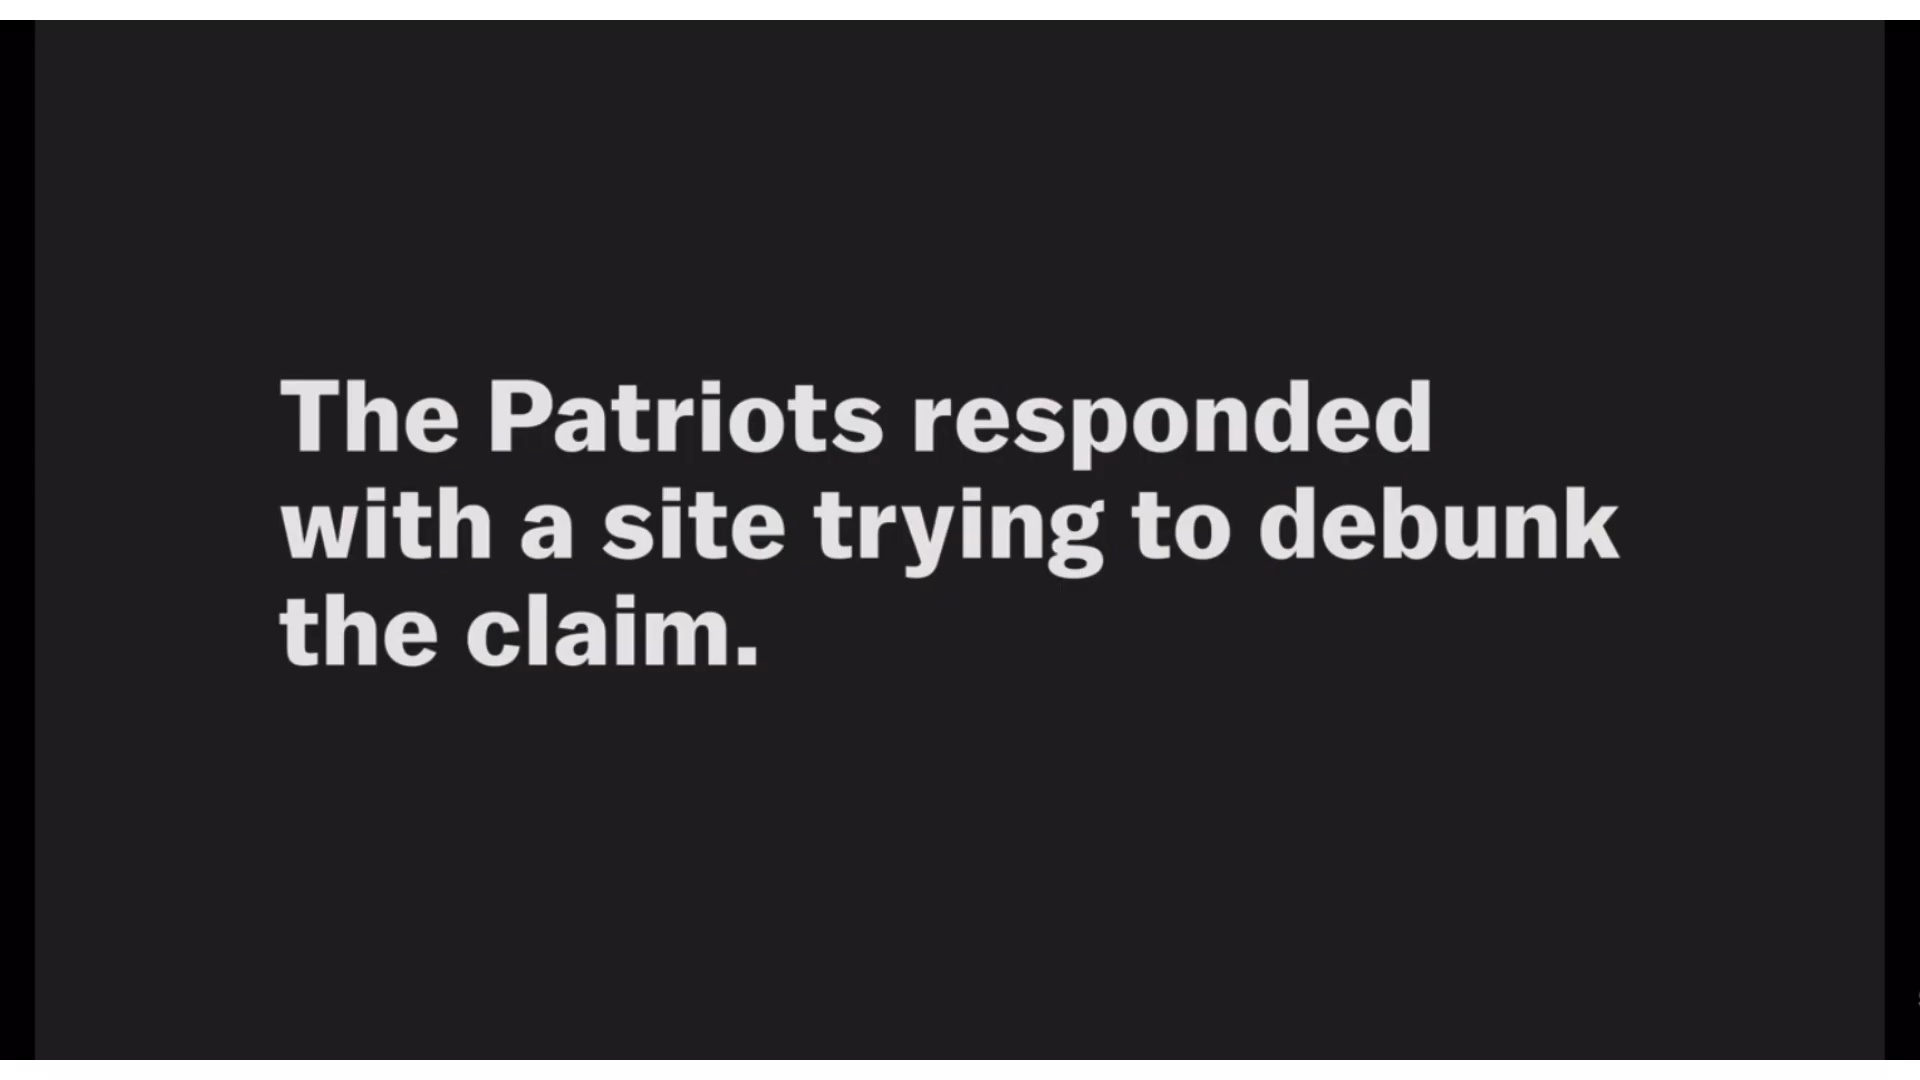 The Patriots responded
with a site trying to debunk
the claim.